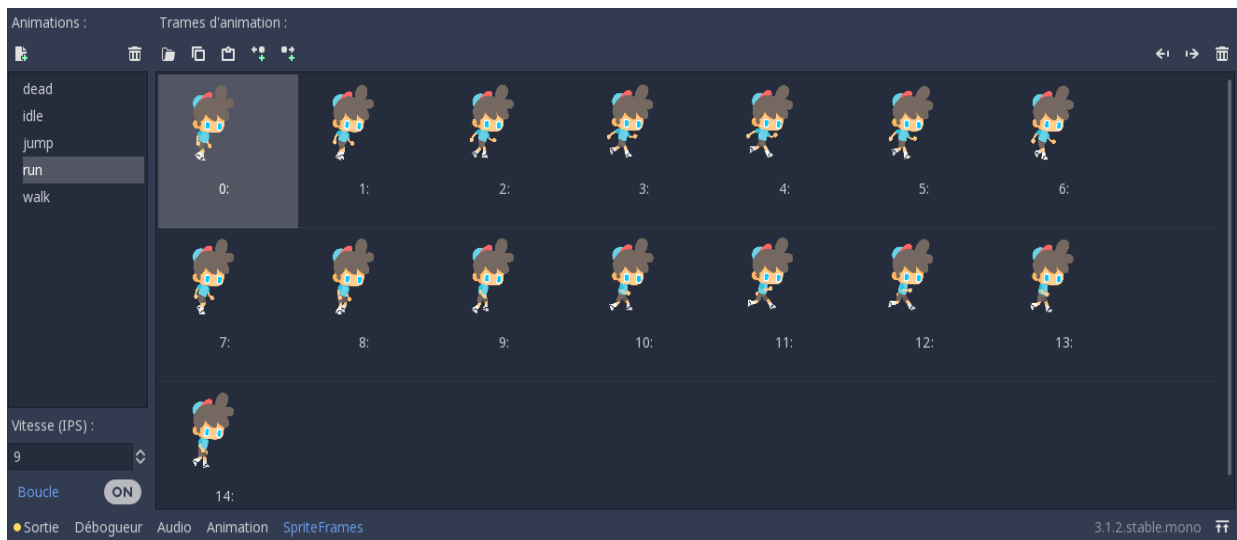 Animations : Trames d'animation :
dead
idle
jump
run
walk
0: 1: 2: 3: 4: 5: 6:
7: 8: 9: 10: 11: 12: 13:
14:
Vitesse (IPS) :
9
Boucle ON
Sortie Débogueur Audio Animation SpriteFrames 3.1.2.stable.mono